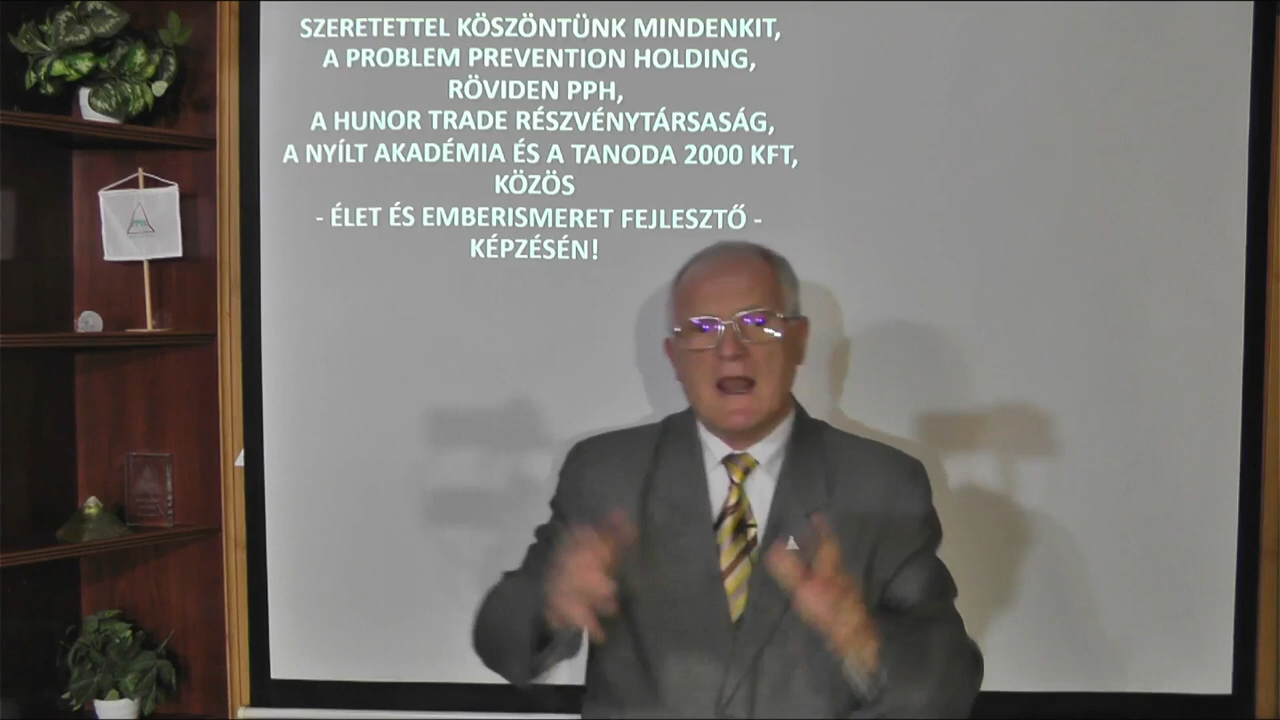 SZERETETTEL KÖSZÖNTÜNK MINDENKIT,
A PROBLEM PREVENTION HOLDING,
RÖVIDEN PPH,
A HUNOR TRADE RÉSZVÉNYTÁRSASÁG,
A NYÍLT AKADÉMIA ÉS A TANODA 2000 KFT,
KÖZÖS
- ÉLET ÉS EMBERISMERET FEJLESZTŐ -
KÉPZÉSÉN!